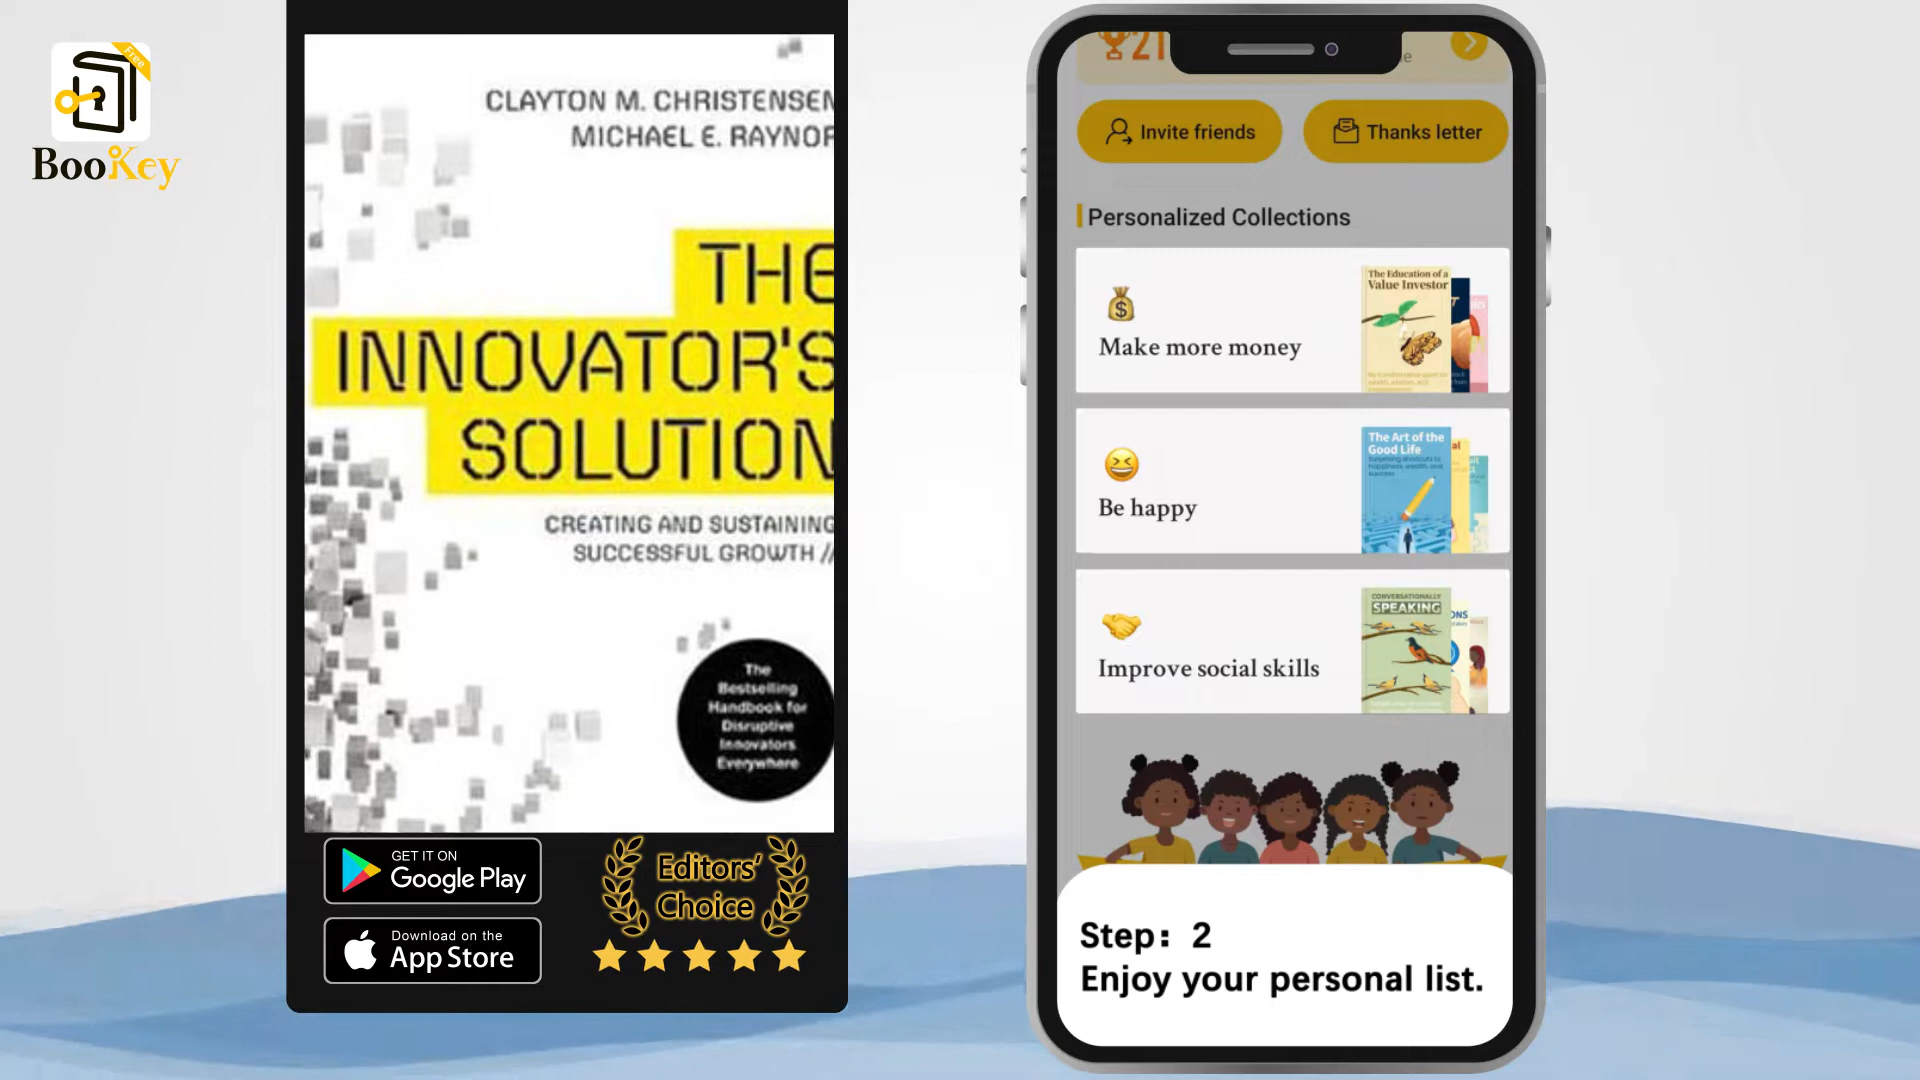 Free
BooKey
CLAYTON M. CHRISTENSEN
MICHAEL E. RAYNOR
THE
INNOVATOR'S
SOLUTION
CREATING AND SUSTAINING
SUCCESSFUL GROWTH //
The
Bestselling
Handbook for
Disruptive
Innovators
Everywhere
GET IT ON
Google Play
Download on the
App Store
Editors’
Choice
21
Invite friends
Thanks letter
Personalized Collections
The Education of a
Value Investor
Make more money
The Art of the
Good Life
Be happy
CONVERSATIONALLY
SPEAKING
Improve social skills
Step: 2
Enjoy your personal list.